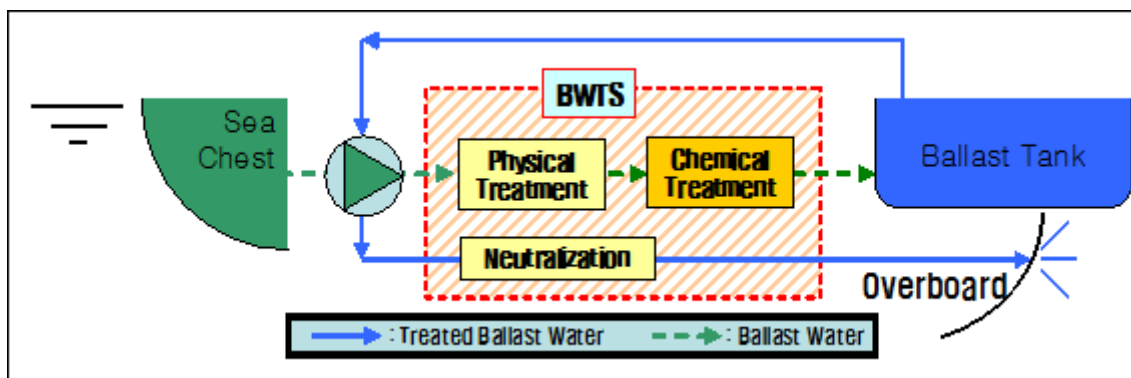 BWTS
Sea
Chest
Physical
Treatment
Chemical
Treatment
Ballast Tank
Neutralization
Overboard
: Treated Ballast Water
: Ballast Water